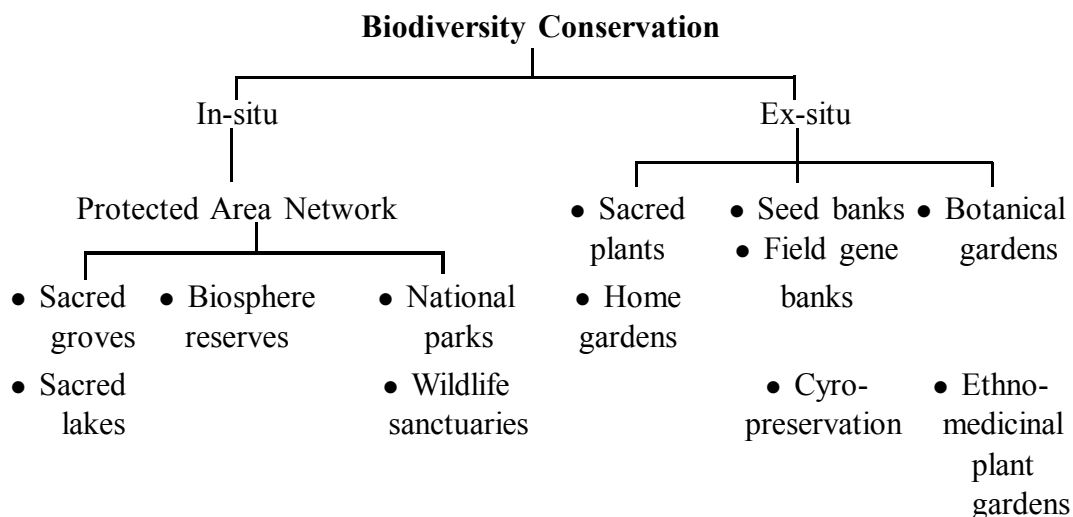 Biodiversity Conservation
In-situ
Ex-situ
Protected Area Network
● Sacred
groves
● Sacred
lakes
● Biosphere
reserves
● National
parks
● Wildlife
sanctuaries
● Sacred
plants
● Home
gardens
● Seed banks
● Field gene
banks
● Cyro-
preservation
● Botanical
gardens
● Ethno-
medicinal
plant
gardens